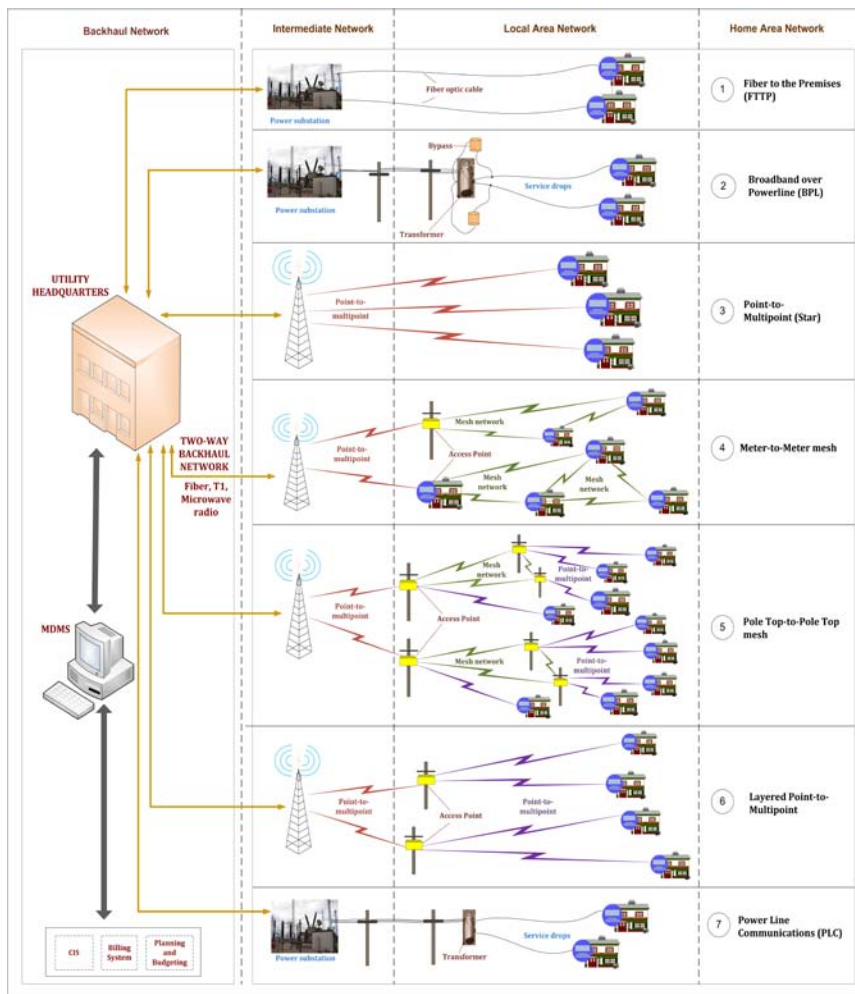 Backhaul Network
Intermediate Network
Local Area Network
Home Area Network
Fiber optic cable
Power substation
1
Fiber to the Premises
(FTTP)
Bypass
Service drops
Power substation
Transformer
2
Broadband over
Powerline (BPL)
UTILITY
HEADQUARTERS
Point-to-
multipoint
3
Point-to-
Multipoint (Star)
TWO-WAY
BACKHAUL
NETWORK
Fiber, T1,
Microwave
radio
Point-to-
multipoint
Mesh network
Access Point
Mesh
network
Mesh
network
4
Meter-to-Meter mesh
MDMS
Point-to-
multipoint
Mesh
network
Point-to-
multipoint
Access Point
Mesh network
Point-to-
multipoint
5
Pole Top-to-Pole Top
mesh
Point-to-
multipoint
Point-to-
multipoint
Access Point
6
Layered Point-to-
Multipoint
CIS
Billing
System
Planning
and
Budgeting
Power substation
Transformer
Service drops
7
Power Line
Communications (PLC)